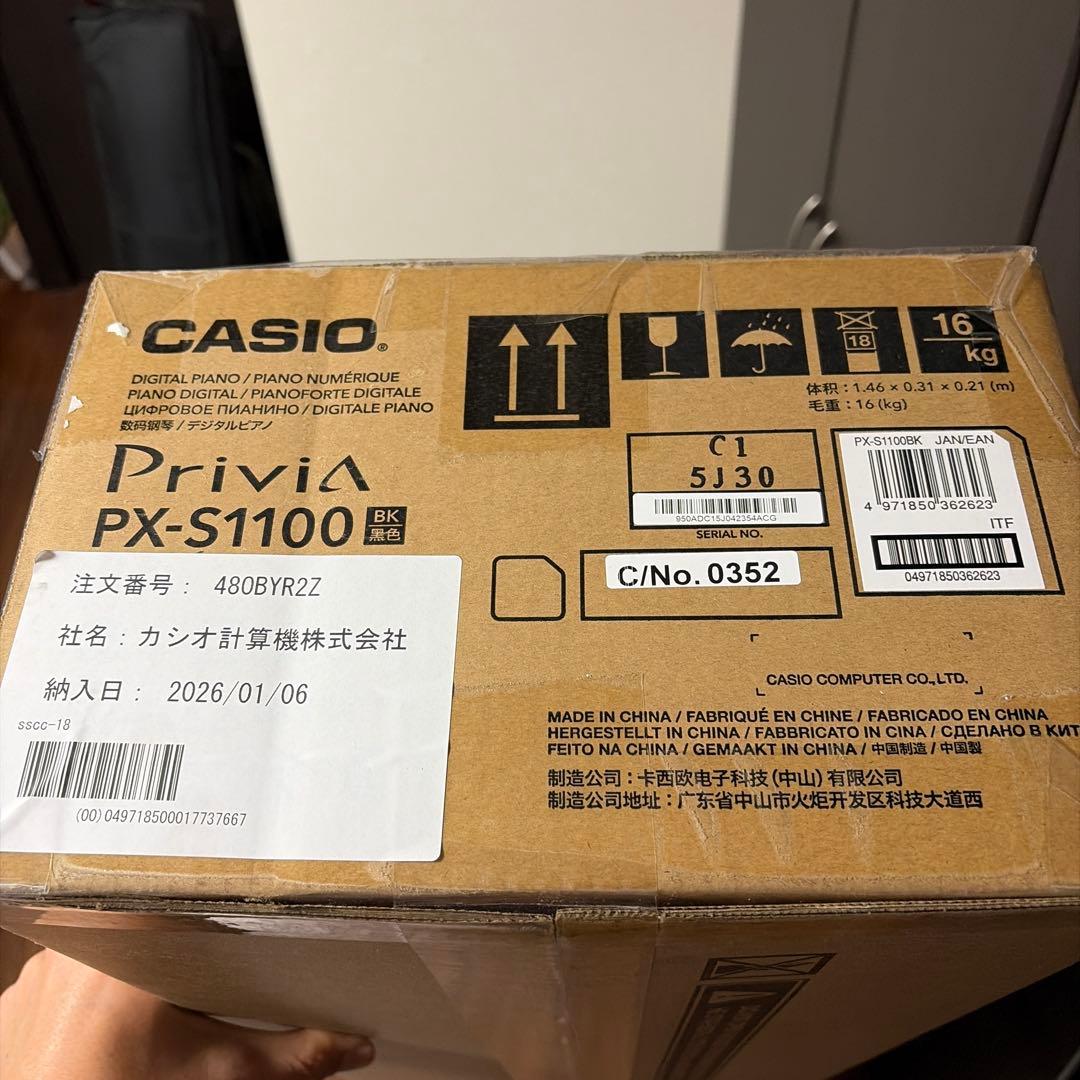 CASIO®
DIGITAL PIANO / PIANO NUMÉRIQUE
PIANO DIGITAL / PIANOFORTE DIGITALE
ЦИФРОВОЕ ПИАНИНО / DIGITALE PIANO
数码钢琴 / デジタルピアノ
Privia
PX-S1100 BK 黑色
18
16 kg
体积：1.46 × 0.31 × 0.21 (m)
毛重：16 (kg)
C1
5J30
950ADC15J042354ACG
SERIAL NO.
C/No. 0352
PX-S1100BK JAN/EAN
4 971850 362623
ITF
04971850362623
注文番号： 480BYR2Z
社名：カシオ計算機株式会社
納入日： 2026/01/06
sscc-18
(00)049718500017737667
CASIO COMPUTER CO.,LTD.
MADE IN CHINA / FABRIQUÉ EN CHINE / FABRICADO EN CHINA
HERGESTELLT IN CHINA / FABBRICATO IN CINA / СДЕЛАНО В КИТ
FEITO NA CHINA / GEMAAKT IN CHINA / 中国制造 / 中国製
制造公司：卡西欧电子科技（中山）有限公司
制造公司地址：广东省中山市火炬开发区科技大道西